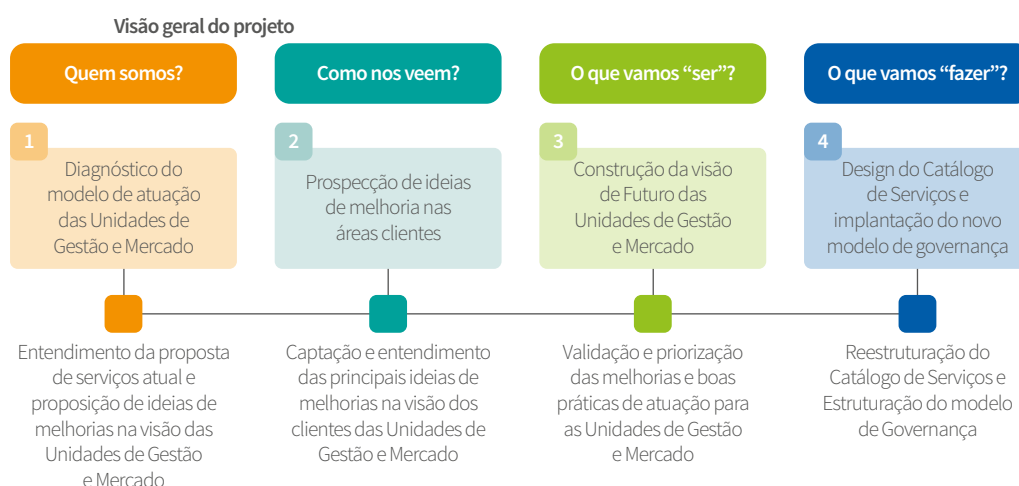 Visão geral do projeto
Quem somos?
Como nos veem?
O que vamos “ser”?
O que vamos “fazer”?
1
Diagnóstico do
modelo de atuação
das Unidades de
Gestão e Mercado
2
Prospecção de ideias
de melhoria nas
áreas clientes
3
Construção da visão
de Futuro das
Unidades de Gestão
e Mercado
4
Design do Catálogo
de Serviços e
implantação do novo
modelo de governança
Entendimento da proposta
de serviços atual e
proposição de ideias de
melhorias na visão das
Unidades de Gestão
e Mercado
Captação e entendimento
das principais ideias de
melhorias na visão dos
clientes das Unidades de
Gestão e Mercado
Validação e priorização
das melhorias e boas
práticas de atuação para
as Unidades de Gestão
e Mercado
Reestruturação do
Catálogo de Serviços e
Estruturação do modelo
de Governança